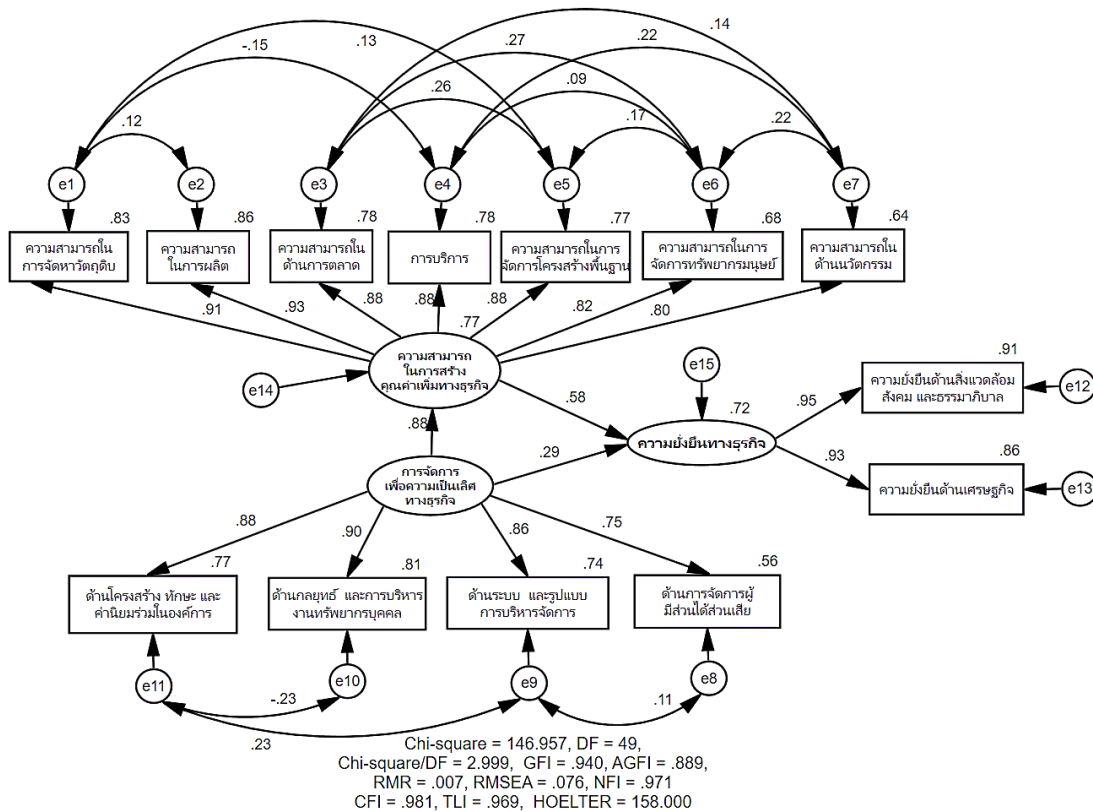 .14
-.15
.13
.27
.22
.26
.09
.12
.17
.22
e1
e2
e3
e4
e5
e6
e7
.83
.86
.78
.78
.77
.68
.64
ความสามารถใน
การจัดหาวัตถุดิบ
ความสามารถ
ในการผลิต
ความสามารถใน
ด้านการตลาด
การบริการ
ความสามารถในการ
จัดการโครงสร้างพื้นฐาน
ความสามารถในการ
จัดการทรัพยากรมนุษย์
ความสามารถใน
ด้านนวัตกรรม
.91
.93
.88
.88
.88
.82
.80
.77
ความสามารถ
ในการสร้าง
คุณค่าเพิ่มทางธุรกิจ
e14
e15
.58
.72
ความยั่งยืนทางธุรกิจ
.95
.91
ความยั่งยืนด้านสิ่งแวดล้อม
สังคม และธรรมาภิบาล
e12
.93
.86
ความยั่งยืนด้านเศรษฐกิจ
e13
.88
.29
การจัดการ
เพื่อความเป็นเลิศ
ทางธุรกิจ
.88
.90
.86
.75
.77
.81
.74
.56
ด้านโครงสร้าง ทักษะ และ
ค่านิยมร่วมในองค์การ
ด้านกลยุทธ์ และการบริหาร
งานทรัพยากรบุคคล
ด้านระบบ และรูปแบบ
การบริหารจัดการ
ด้านการจัดการผู้
มีส่วนได้ส่วนเสีย
e11
e10
e9
e8
-.23
.11
.23
Chi-square = 146.957, DF = 49,
Chi-square/DF = 2.999, GFI = .940, AGFI = .889,
RMR = .007, RMSEA = .076, NFI = .971
CFI = .981, TLI = .969, HOELTER = 158.000